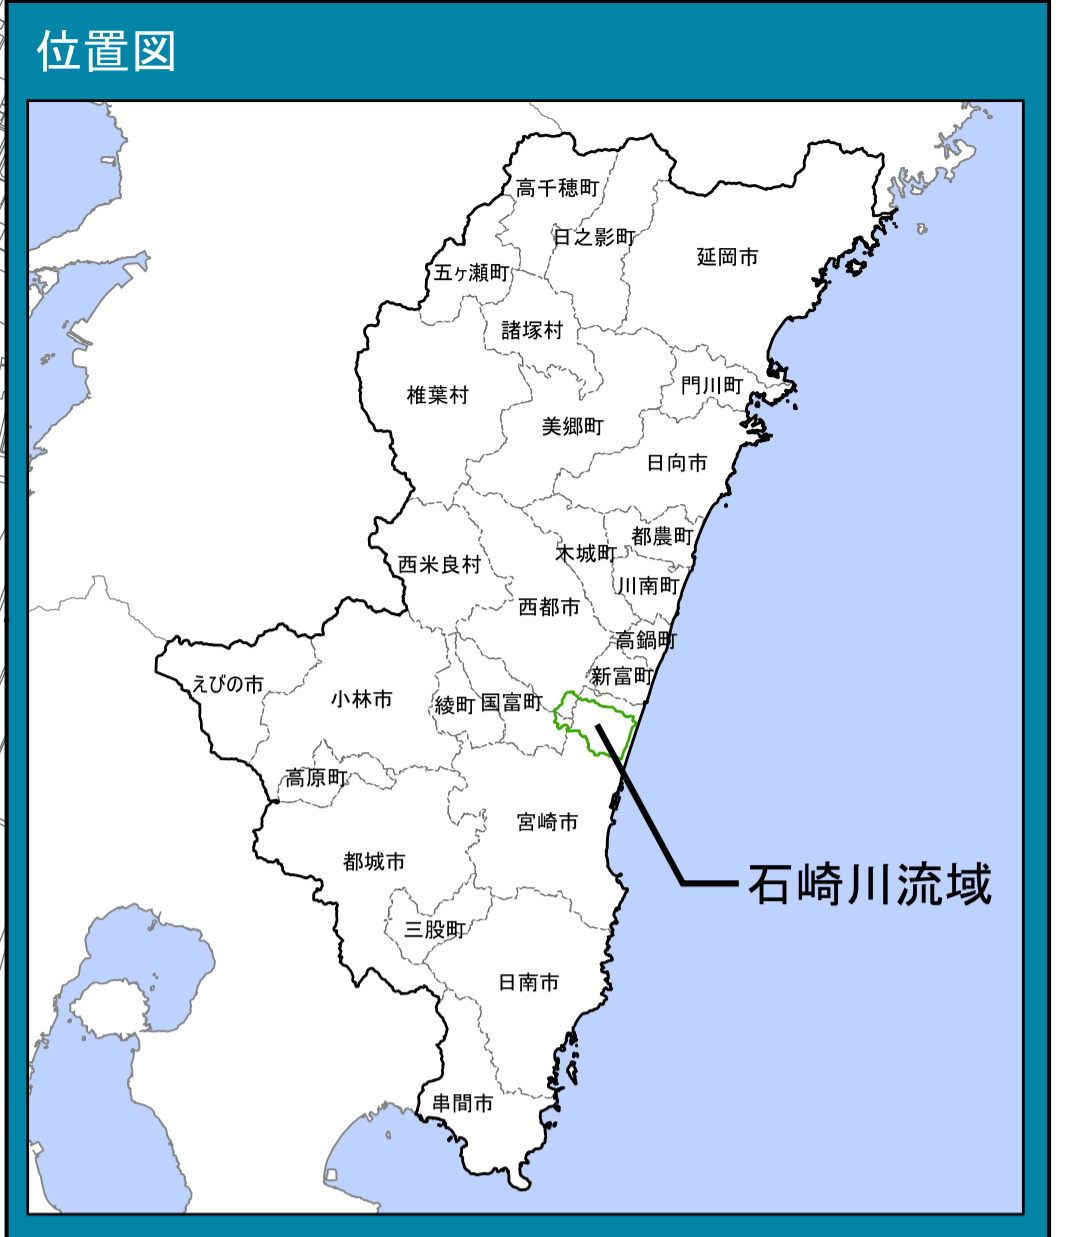 位置図
高千穂町
日之影町
延岡市
五ヶ瀬町
諸塚村
門川町
椎葉村
美郷町
日向市
都農町
木城町
西米良村
川南町
西都市
高鍋町
新富町
えびの市
小林市
綾町
国富町
高原町
宮崎市
都城市
石崎川流域
三股町
日南市
串間市